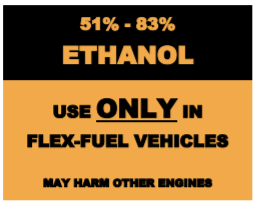 51% - 83%
ETHANOL
USE ONLY IN
FLEX-FUEL VEHICLES
MAY HARM OTHER ENGINES